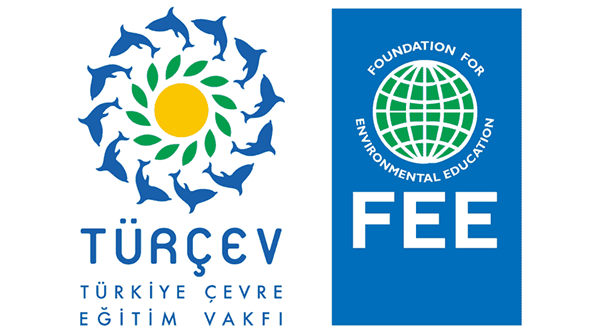 TÜRÇEV
TÜRKİYE ÇEVRE
EĞİTİM VAKFI
FOUNDATION FOR
ENVIRONMENTAL EDUCATION
FEE